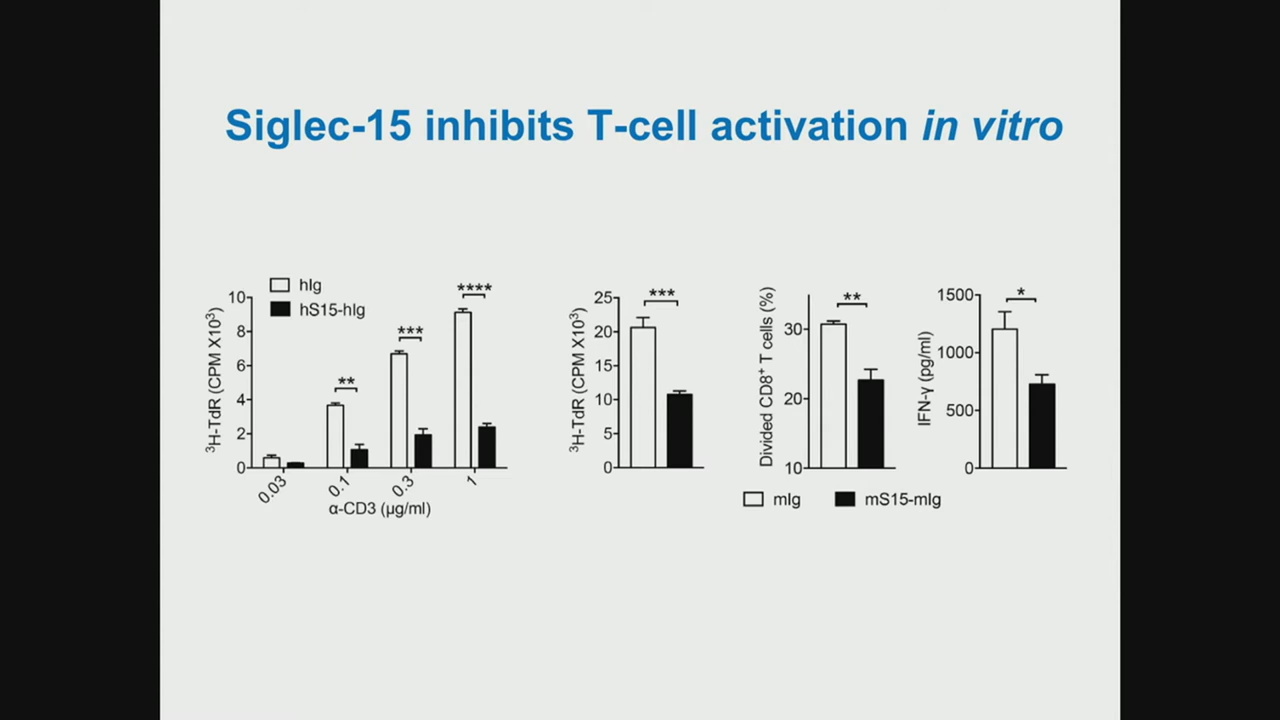 Siglec-15 inhibits T-cell activation in vitro
hIg
hS15-hIg
³H-TdR (CPM X10³)
10
8
6
4
2
0
**
***
****
0.03
0.1
0.3
1
α-CD3 (µg/ml)
³H-TdR (CPM X10³)
25
20
15
10
5
0
***
Divided CD8⁺ T cells (%)
30
20
10
**
IFN-γ (pg/ml)
1500
1000
500
0
*
mIg
mS15-mIg